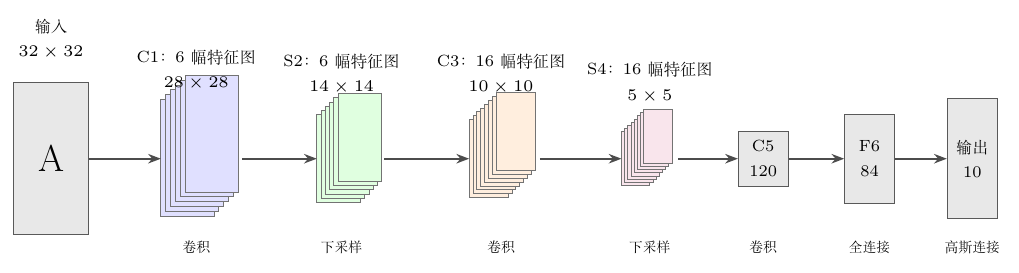 输入
32 × 32
C1: 6 幅特征图
28 × 28
S2: 6 幅特征图
14 × 14
C3: 16 幅特征图
10 × 10
S4: 16 幅特征图
5 × 5
A
C5
120
F6
84
输出
10
卷积
下采样
卷积
下采样
卷积
全连接
高斯连接